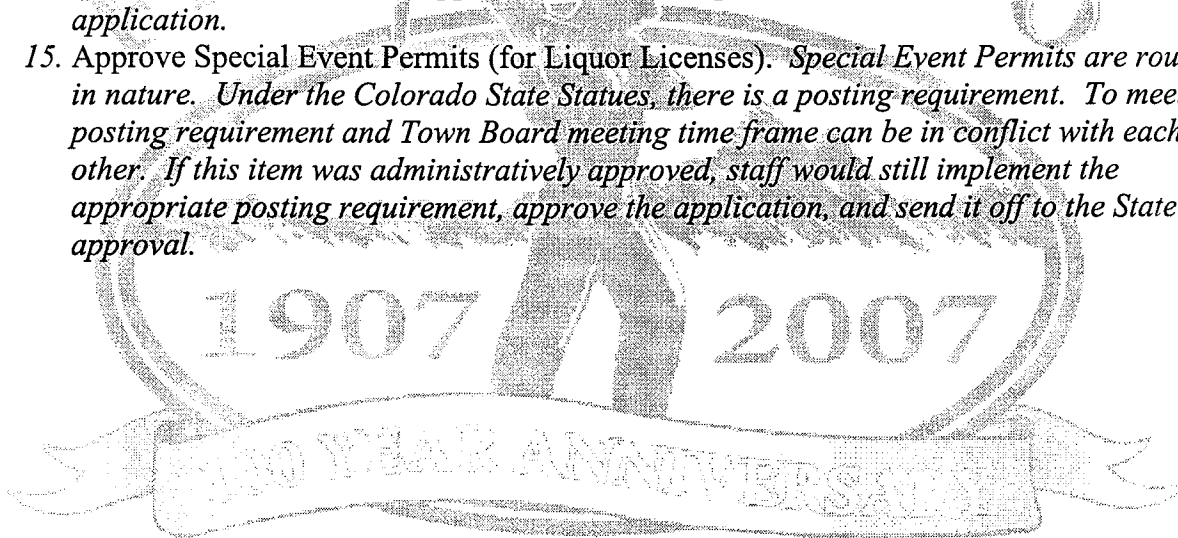 application.
15. Approve Special Event Permits (for Liquor Licenses). Special Event Permits are rou
in nature. Under the Colorado State Statues, there is a posting requirement. To mee
posting requirement and Town Board meeting time frame can be in conflict with each
other. If this item was administratively approved, staff would still implement the
appropriate posting requirement, approve the application, and send it off to the State
approval.
1907 2007
100 YEAR ANNIVERSARY